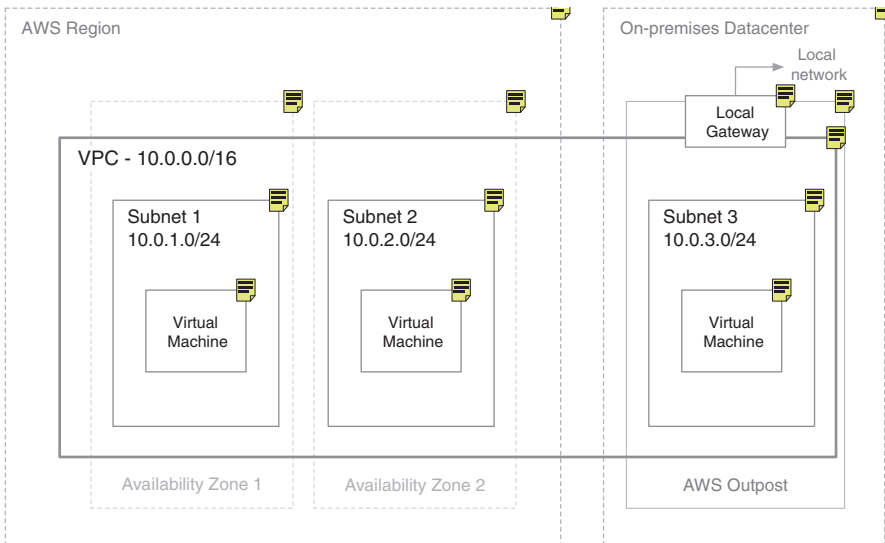 AWS Region
On-premises Datacenter
Local
network
Local
Gateway
VPC - 10.0.0.0/16
Subnet 1
10.0.1.0/24
Subnet 2
10.0.2.0/24
Subnet 3
10.0.3.0/24
Virtual
Machine
Virtual
Machine
Virtual
Machine
Availability Zone 1
Availability Zone 2
AWS Outpost